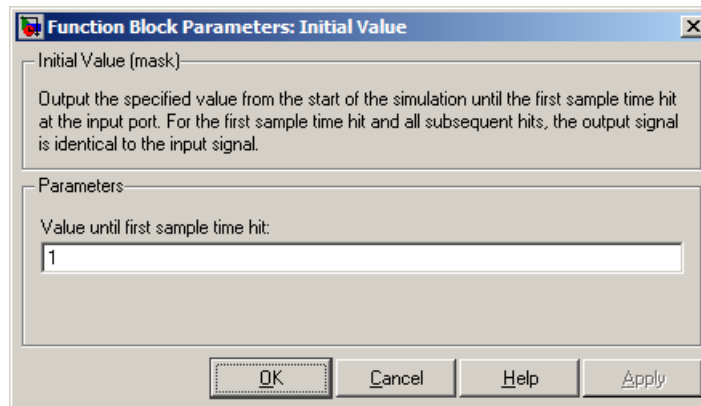 Function Block Parameters: Initial Value
Initial Value (mask)
Output the specified value from the start of the simulation until the first sample time hit
at the input port. For the first sample time hit and all subsequent hits, the output signal
is identical to the input signal.
Parameters
Value until first sample time hit:
1
OK Cancel Help Apply